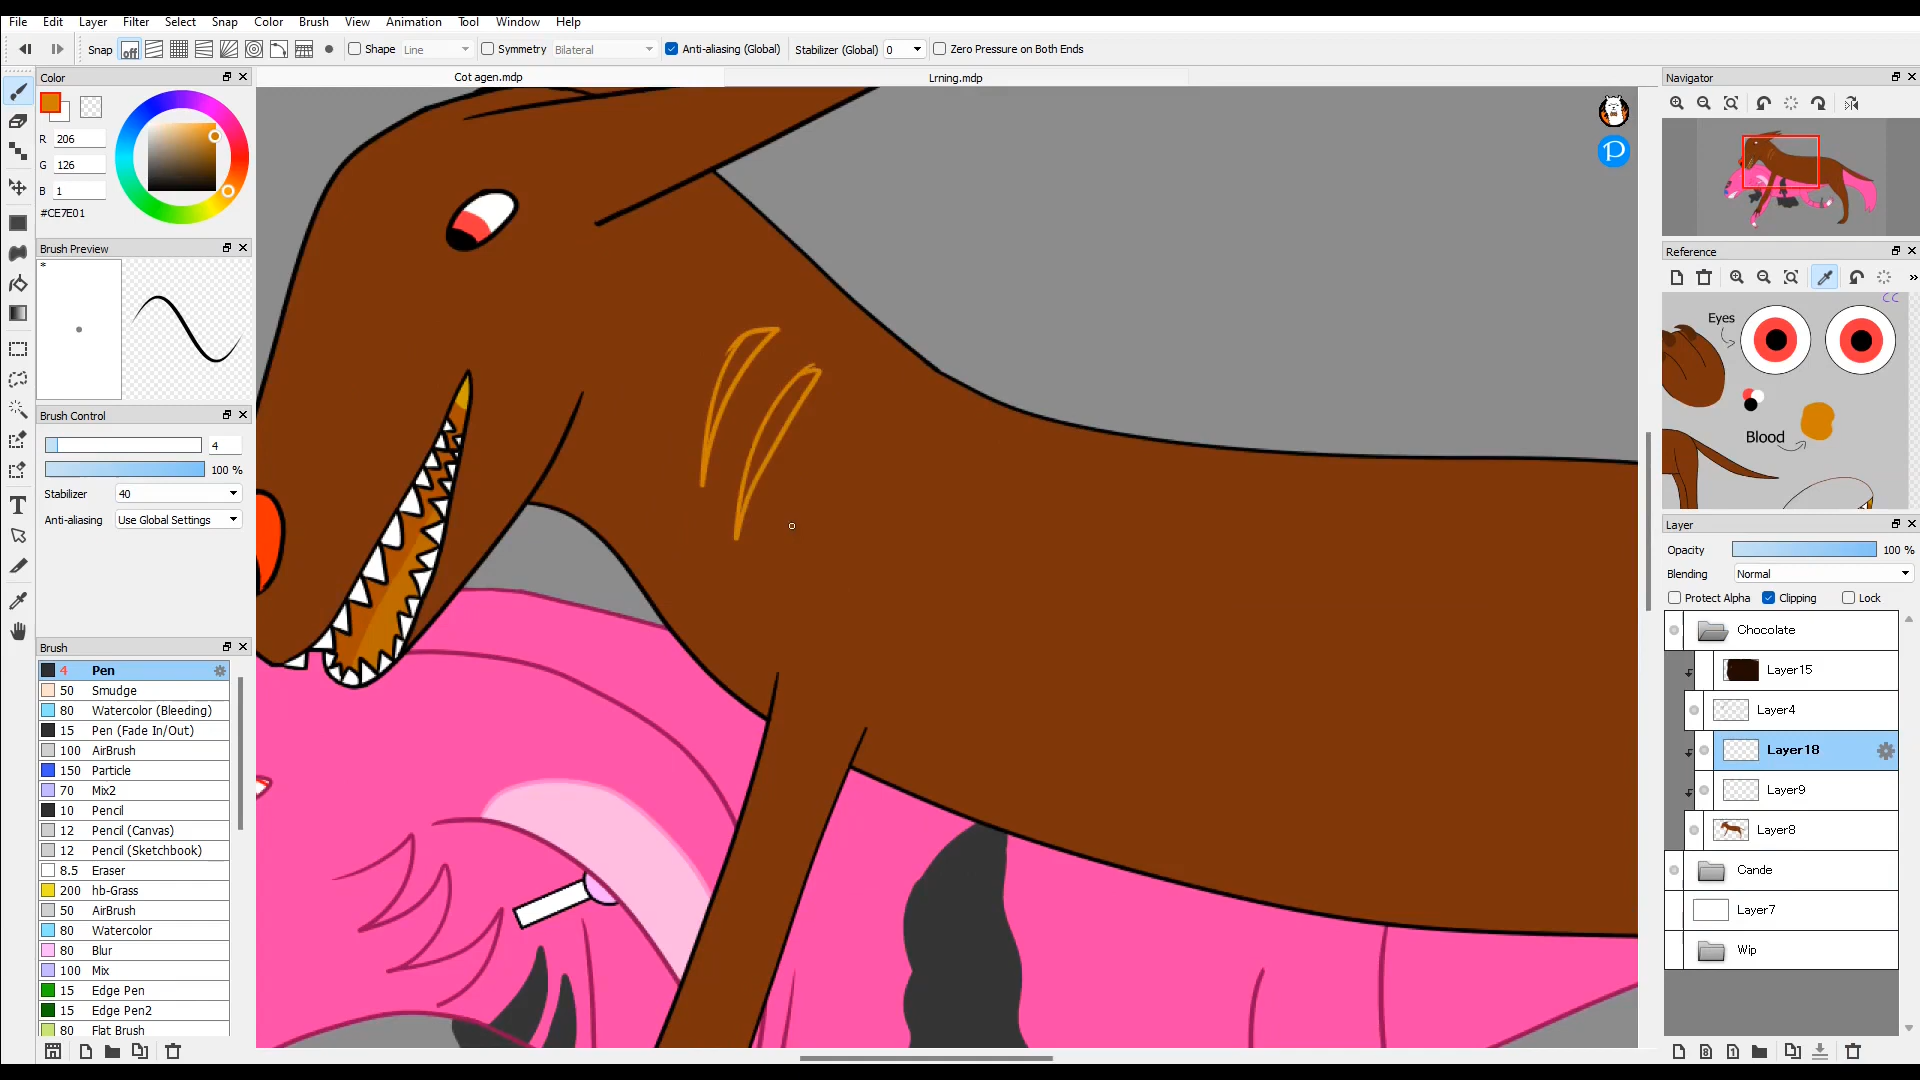 File Edit Layer Filter Select Snap Color Brush View Animation Tool Window Help
Snap off Shape Line Symmetry Bilateral Anti-aliasing (Global) Stabilizer (Global) 0 Zero Pressure on Both Ends
Color
Cot agen.mdp
Lrning.mdp
R 206
G 126
B 1
#CE7E01
Brush Preview
*
Brush Control
4
100 %
Stabilizer 40
Anti-aliasing Use Global Settings
Brush
4 Pen
50 Smudge
80 Watercolor (Bleeding)
15 Pen (Fade In/Out)
100 AirBrush
150 Particle
70 Mix2
10 Pencil
12 Pencil (Canvas)
12 Pencil (Sketchbook)
8.5 Eraser
200 hb-Grass
50 AirBrush
80 Watercolor
80 Blur
100 Mix
15 Edge Pen
15 Edge Pen2
80 Flat Brush
P
Navigator
Reference
»
CC
Eyes
Blood
Layer
Opacity 100 %
Blending Normal
Protect Alpha Clipping Lock
Chocolate
Layer15
Layer4
Layer18
Layer9
Layer8
Cande
Layer7
Wip
8 1